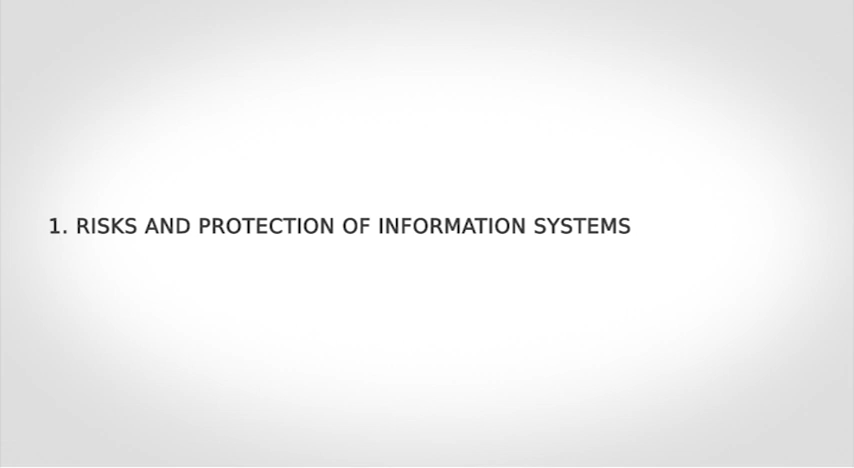 1. RISKS AND PROTECTION OF INFORMATION SYSTEMS